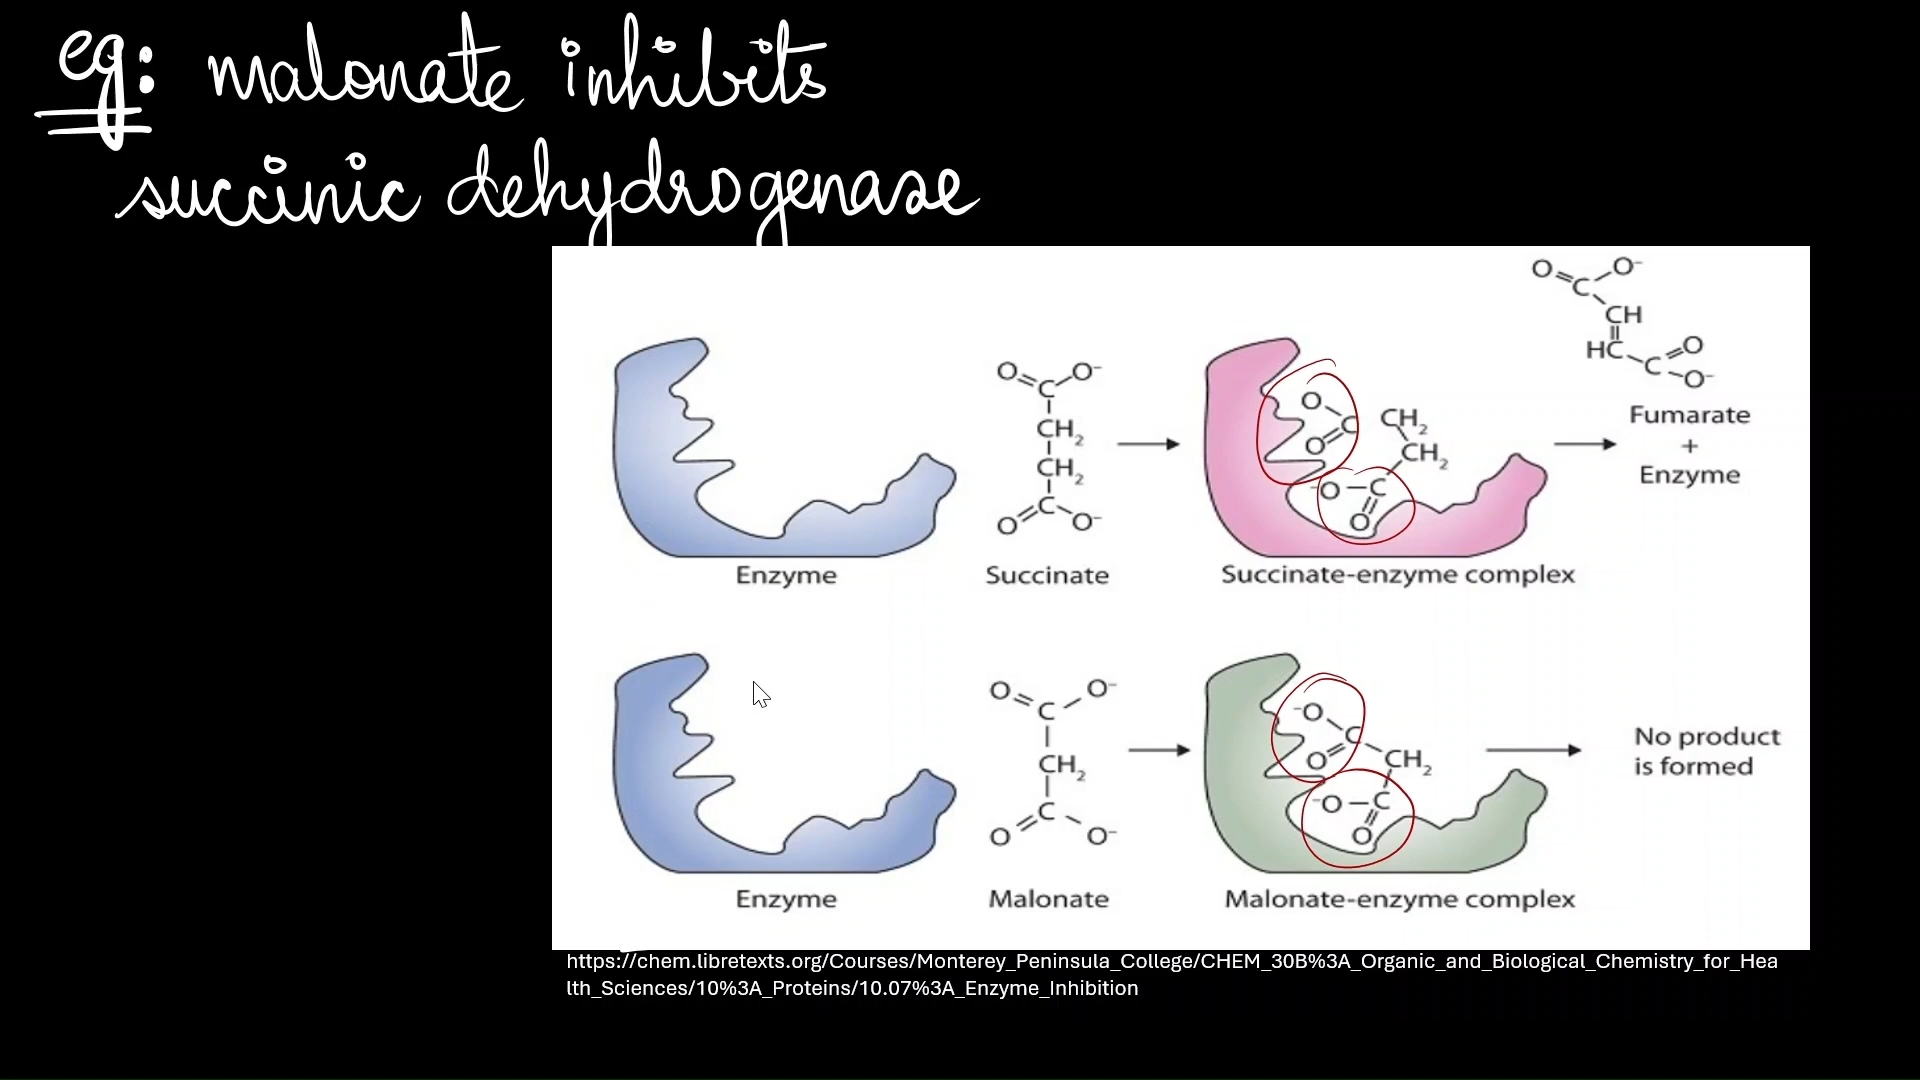 eg: malonate inhibits
succinic dehydrogenase
O=C-O⁻
CH
HC-C=O
O⁻
Fumarate
+
Enzyme
O=C-O⁻
CH₂
CH₂
O=C-O⁻
O
C
O
CH₂
CH₂
⁻O-C
O
Enzyme
Succinate
Succinate-enzyme complex
O=C-O⁻
CH₂
O=C-O⁻
⁻O
C
O
CH₂
⁻O-C
O
No product
is formed
Enzyme
Malonate
Malonate-enzyme complex
https://chem.libretexts.org/Courses/Monterey_Peninsula_College/CHEM_30B%3A_Organic_and_Biological_Chemistry_for_Hea
lth_Sciences/10%3A_Proteins/10.07%3A_Enzyme_Inhibition